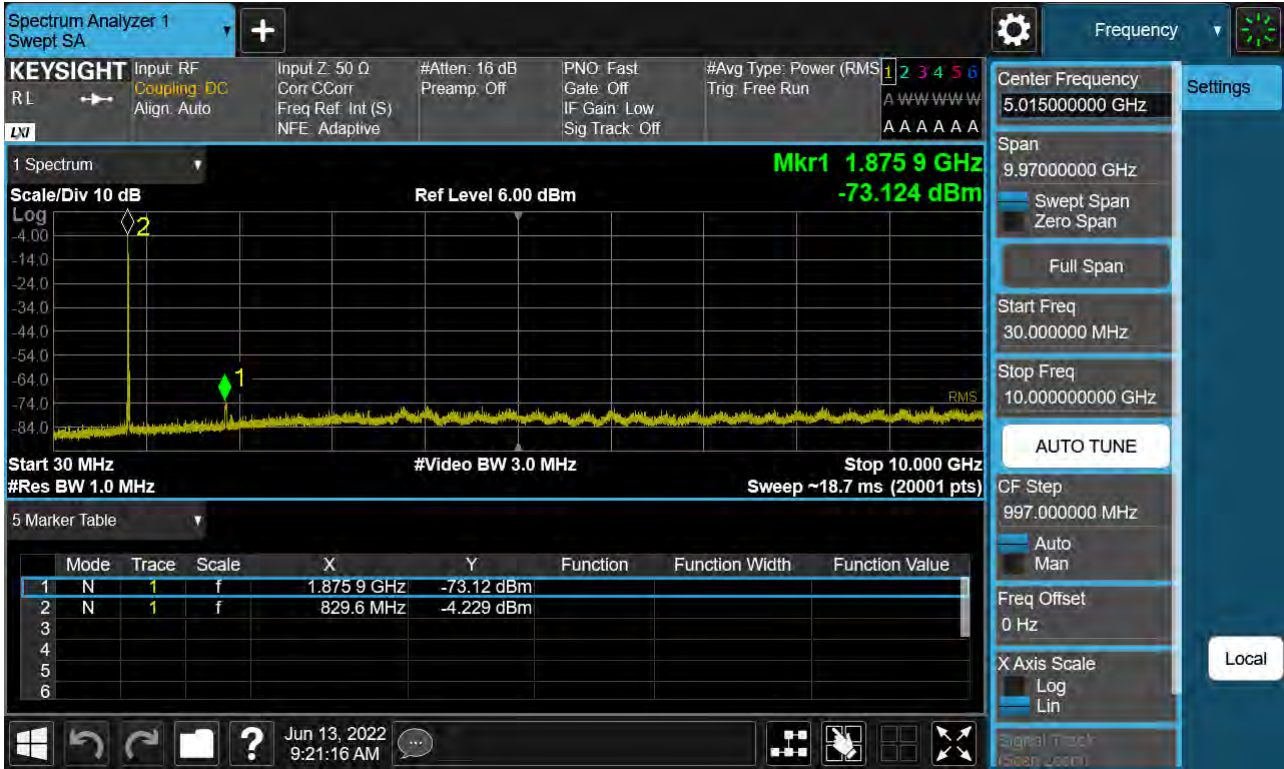 Spectrum Analyzer 1
Swept SA
+
Frequency
KEYSIGHT
RL
LXI
Input: RF
Coupling: DC
Align: Auto
Input Z: 50 Ω
Corr CCorr
Freq Ref: Int (S)
NFE: Adaptive
#Atten: 16 dB
Preamp: Off
PNO: Fast
Gate: Off
IF Gain: Low
Sig Track: Off
#Avg Type: Power (RMS
Trig: Free Run
1 2 3 4 5 6
A W W W W W
A A A A A A
1 Spectrum
Mkr1 1.875 9 GHz
-73.124 dBm
Scale/Div 10 dB
Ref Level 6.00 dBm
Log
-4.00
-14.0
-24.0
-34.0
-44.0
-54.0
-64.0
-74.0
-84.0
2
1
RMS
Start 30 MHz
#Video BW 3.0 MHz
Stop 10.000 GHz
#Res BW 1.0 MHz
Sweep ~18.7 ms (20001 pts)
5 Marker Table
Mode Trace Scale X Y Function Function Width Function Value
1 N 1 f 1.875 9 GHz -73.12 dBm
2 N 1 f 829.6 MHz -4.229 dBm
3
4
5
6
Jun 13, 2022
9:21:16 AM
?
Center Frequency
5.015000000 GHz
Settings
Span
9.97000000 GHz
Swept Span
Zero Span
Full Span
Start Freq
30.000000 MHz
Stop Freq
10.000000000 GHz
AUTO TUNE
CF Step
997.000000 MHz
Auto
Man
Freq Offset
0 Hz
X Axis Scale
Log
Lin
Local
Signal Track
(Span Zoom)